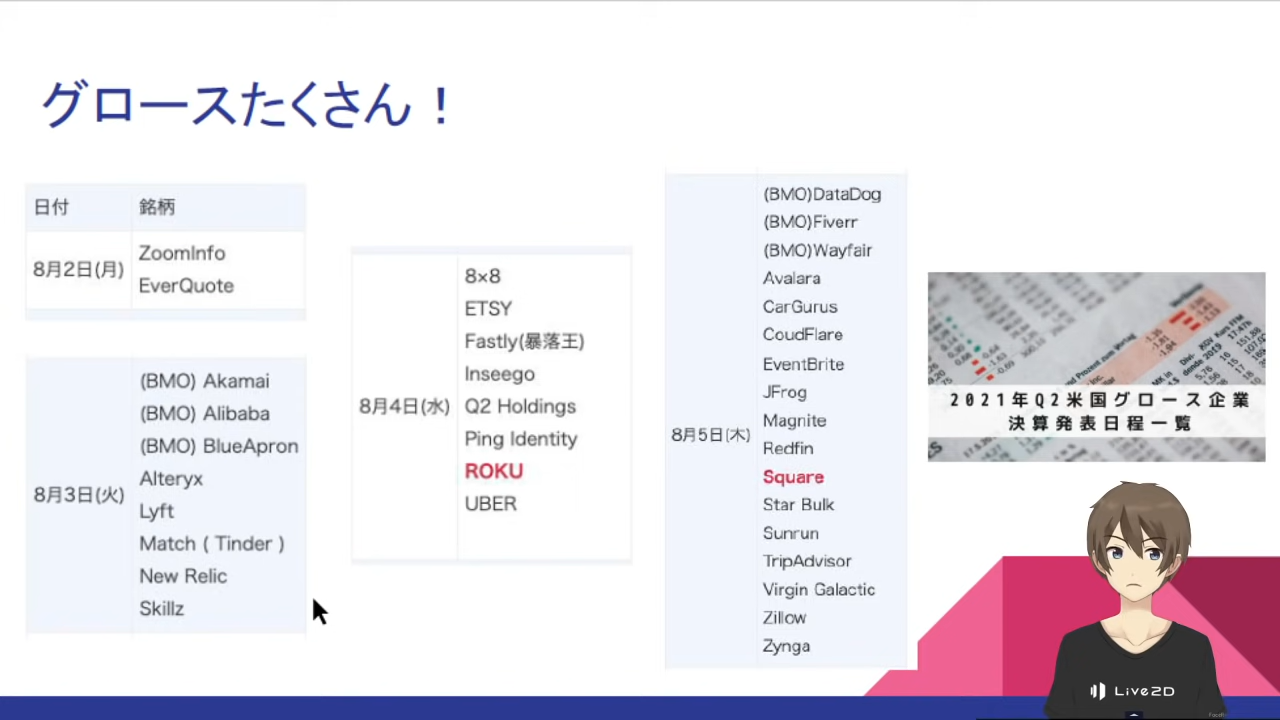 グロースたくさん！
日付 銘柄
8月2日(月)
ZoomInfo
EverQuote
8月3日(火)
(BMO) Akamai
(BMO) Alibaba
(BMO) BlueApron
Alteryx
Lyft
Match ( Tinder )
New Relic
Skillz
8月4日(水)
8×8
ETSY
Fastly(暴落王)
Inseego
Q2 Holdings
Ping Identity
ROKU
UBER
8月5日(木)
(BMO)DataDog
(BMO)Fiverr
(BMO)Wayfair
Avalara
CarGurus
CoudFlare
EventBrite
JFrog
Magnite
Redfin
Square
Star Bulk
Sunrun
TripAdvisor
Virgin Galactic
Zillow
Zynga
2021年Q2米国グロース企業
決算発表日程一覧
Live2D